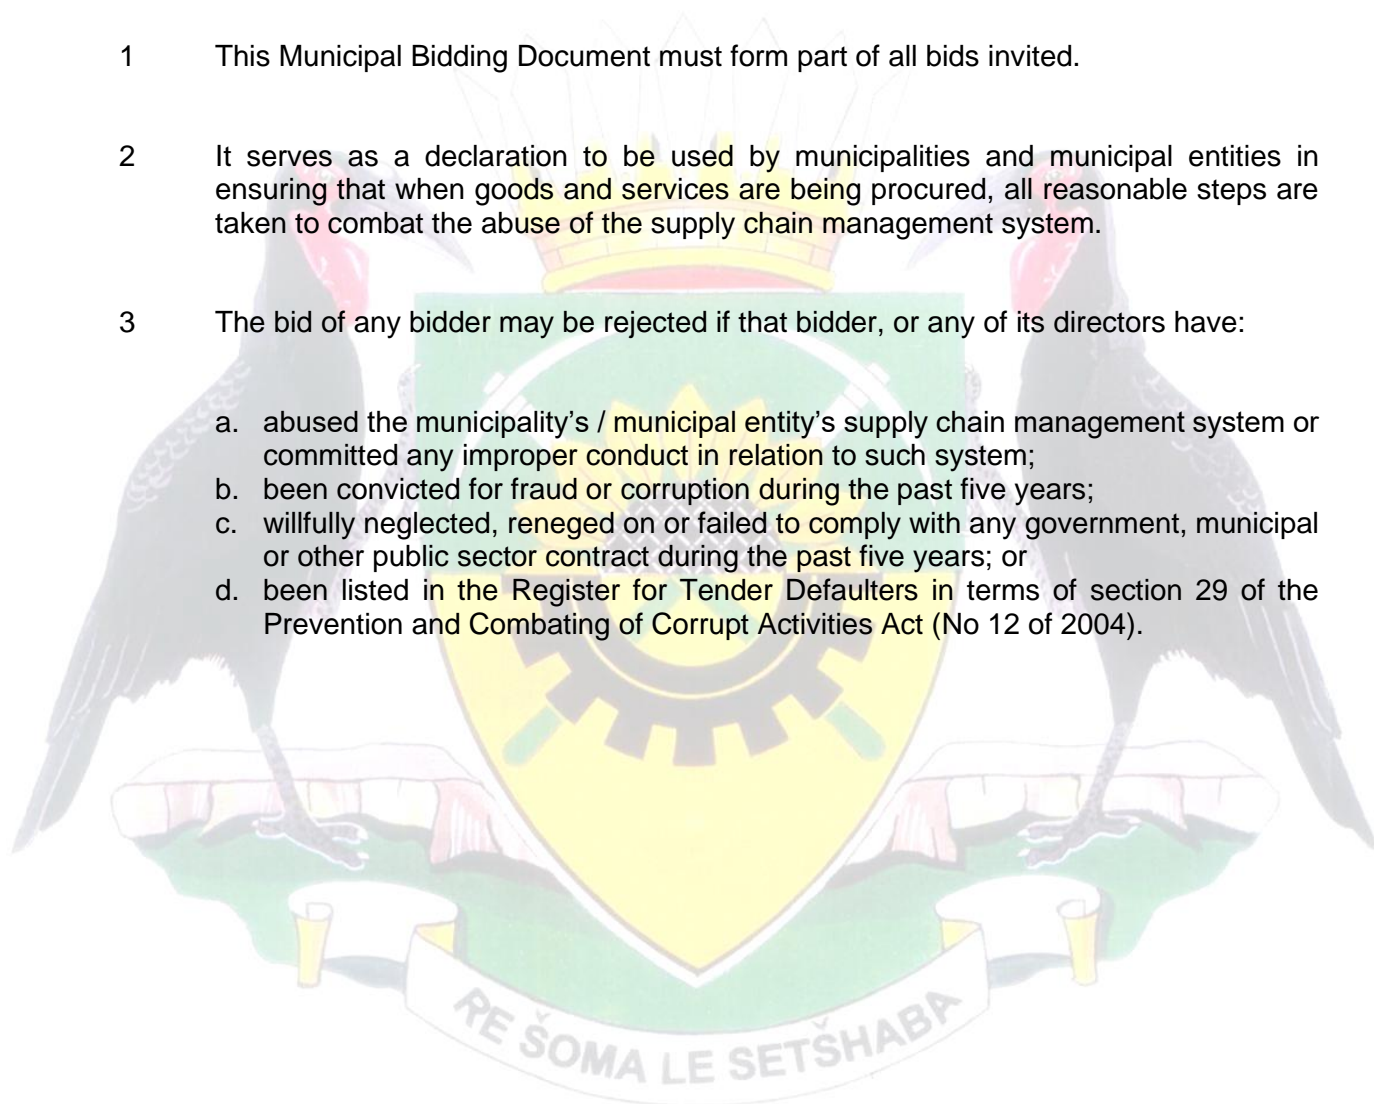 1 This Municipal Bidding Document must form part of all bids invited.
2 It serves as a declaration to be used by municipalities and municipal entities in
ensuring that when goods and services are being procured, all reasonable steps are
taken to combat the abuse of the supply chain management system.
3 The bid of any bidder may be rejected if that bidder, or any of its directors have:
a. abused the municipality’s / municipal entity’s supply chain management system or
committed any improper conduct in relation to such system;
b. been convicted for fraud or corruption during the past five years;
c. willfully neglected, reneged on or failed to comply with any government, municipal
or other public sector contract during the past five years; or
d. been listed in the Register for Tender Defaulters in terms of section 29 of the
Prevention and Combating of Corrupt Activities Act (No 12 of 2004).
RE ŠOMA LE SETŠHABA